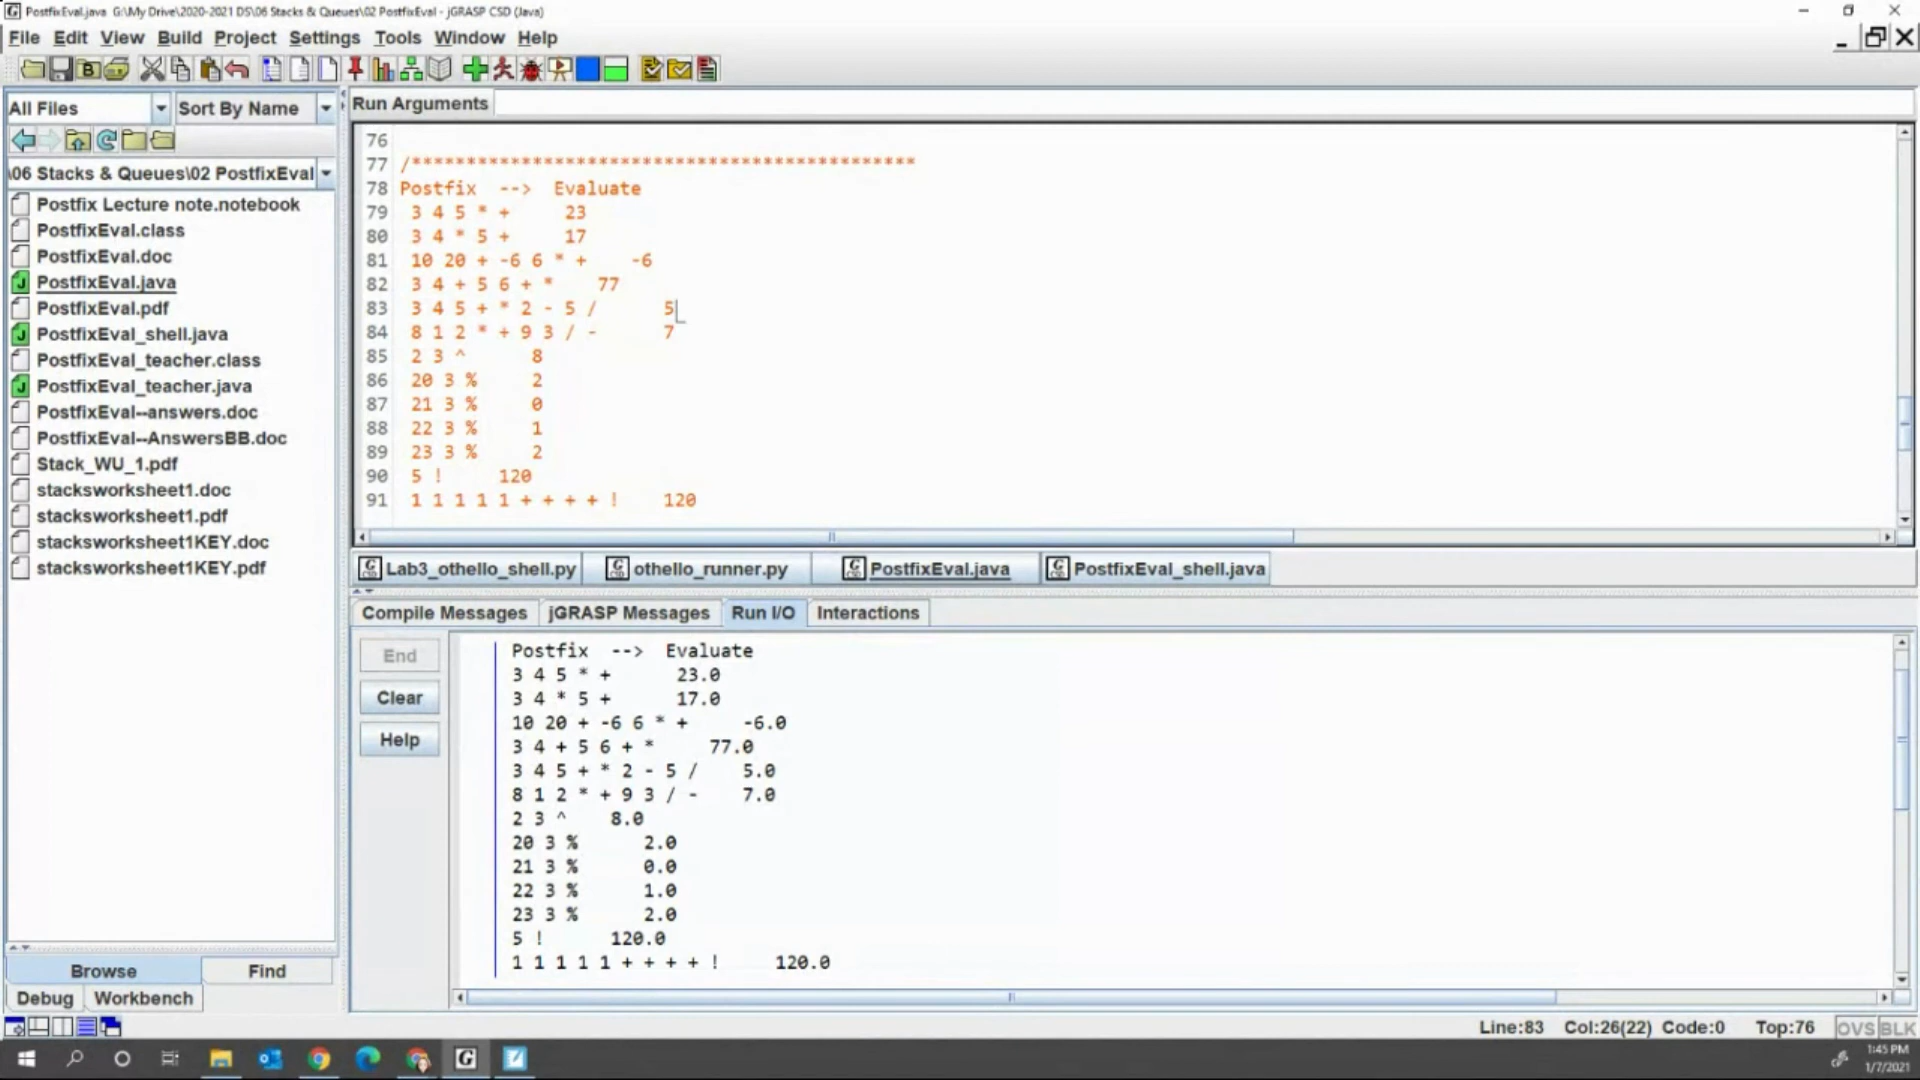 PostfixEval.java G:\My Drive\2020-2021 DS\06 Stacks & Queues\02 PostfixEval - jGRASP CSD (Java)
File Edit View Build Project Settings Tools Window Help
All Files Sort By Name
\06 Stacks & Queues\02 PostfixEval
Postfix Lecture note.notebook
PostfixEval.class
PostfixEval.doc
PostfixEval.java
PostfixEval.pdf
PostfixEval_shell.java
PostfixEval_teacher.class
PostfixEval_teacher.java
PostfixEval--answers.doc
PostfixEval--AnswersBB.doc
Stack_WU_1.pdf
stacksworksheet1.doc
stacksworksheet1.pdf
stacksworksheet1KEY.doc
stacksworksheet1KEY.pdf
Browse Find
Debug Workbench
Run Arguments
76
77 /**********************************************
78 Postfix --> Evaluate
79 3 4 5 * + 23
80 3 4 * 5 + 17
81 10 20 + -6 6 * + -6
82 3 4 + 5 6 + * 77
83 3 4 5 + * 2 - 5 / 5
84 8 1 2 * + 9 3 / - 7
85 2 3 ^ 8
86 20 3 % 2
87 21 3 % 0
88 22 3 % 1
89 23 3 % 2
90 5 ! 120
91 1 1 1 1 1 + + + + ! 120
Lab3_othello_shell.py othello_runner.py PostfixEval.java PostfixEval_shell.java
Compile Messages jGRASP Messages Run I/O Interactions
End
Clear
Help
Postfix --> Evaluate
3 4 5 * + 23.0
3 4 * 5 + 17.0
10 20 + -6 6 * + -6.0
3 4 + 5 6 + * 77.0
3 4 5 + * 2 - 5 / 5.0
8 1 2 * + 9 3 / - 7.0
2 3 ^ 8.0
20 3 % 2.0
21 3 % 0.0
22 3 % 1.0
23 3 % 2.0
5 ! 120.0
1 1 1 1 1 + + + + ! 120.0
Line:83 Col:26(22) Code:0 Top:76 OVS BLK
1:45 PM
1/7/2021